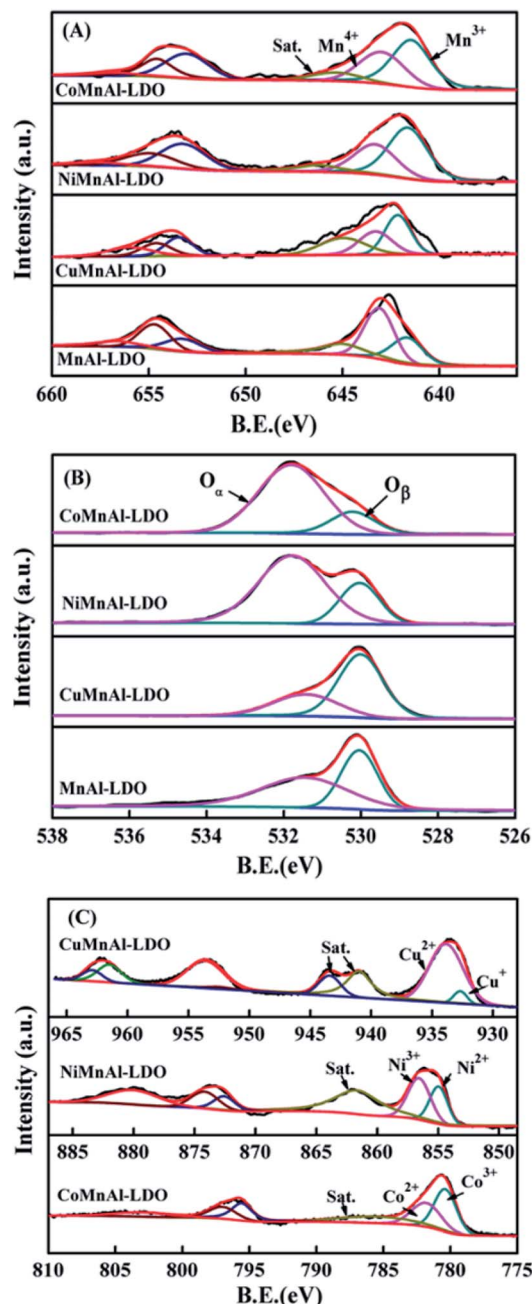 (A)
Sat.
Mn4+
Mn3+
CoMnAl-LDO
NiMnAl-LDO
CuMnAl-LDO
MnAl-LDO
Intensity (a.u.)
660 655 650 645 640
B.E.(eV)
(B)
Oα
Oβ
CoMnAl-LDO
NiMnAl-LDO
CuMnAl-LDO
MnAl-LDO
Intensity (a.u.)
538 536 534 532 530 528 526
B.E.(eV)
(C)
CuMnAl-LDO
Sat.
Cu2+
Cu+
965 960 955 950 945 940 935 930
NiMnAl-LDO
Sat.
Ni3+
Ni2+
885 880 875 870 865 860 855 850
CoMnAl-LDO
Sat.
Co2+
Co3+
Intensity (a.u.)
810 805 800 795 790 785 780 775
B.E.(eV)